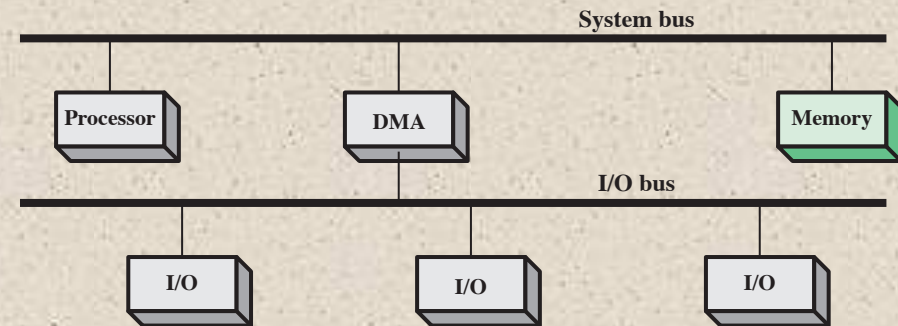 System bus
Processor
DMA
Memory
I/O bus
I/O
I/O
I/O